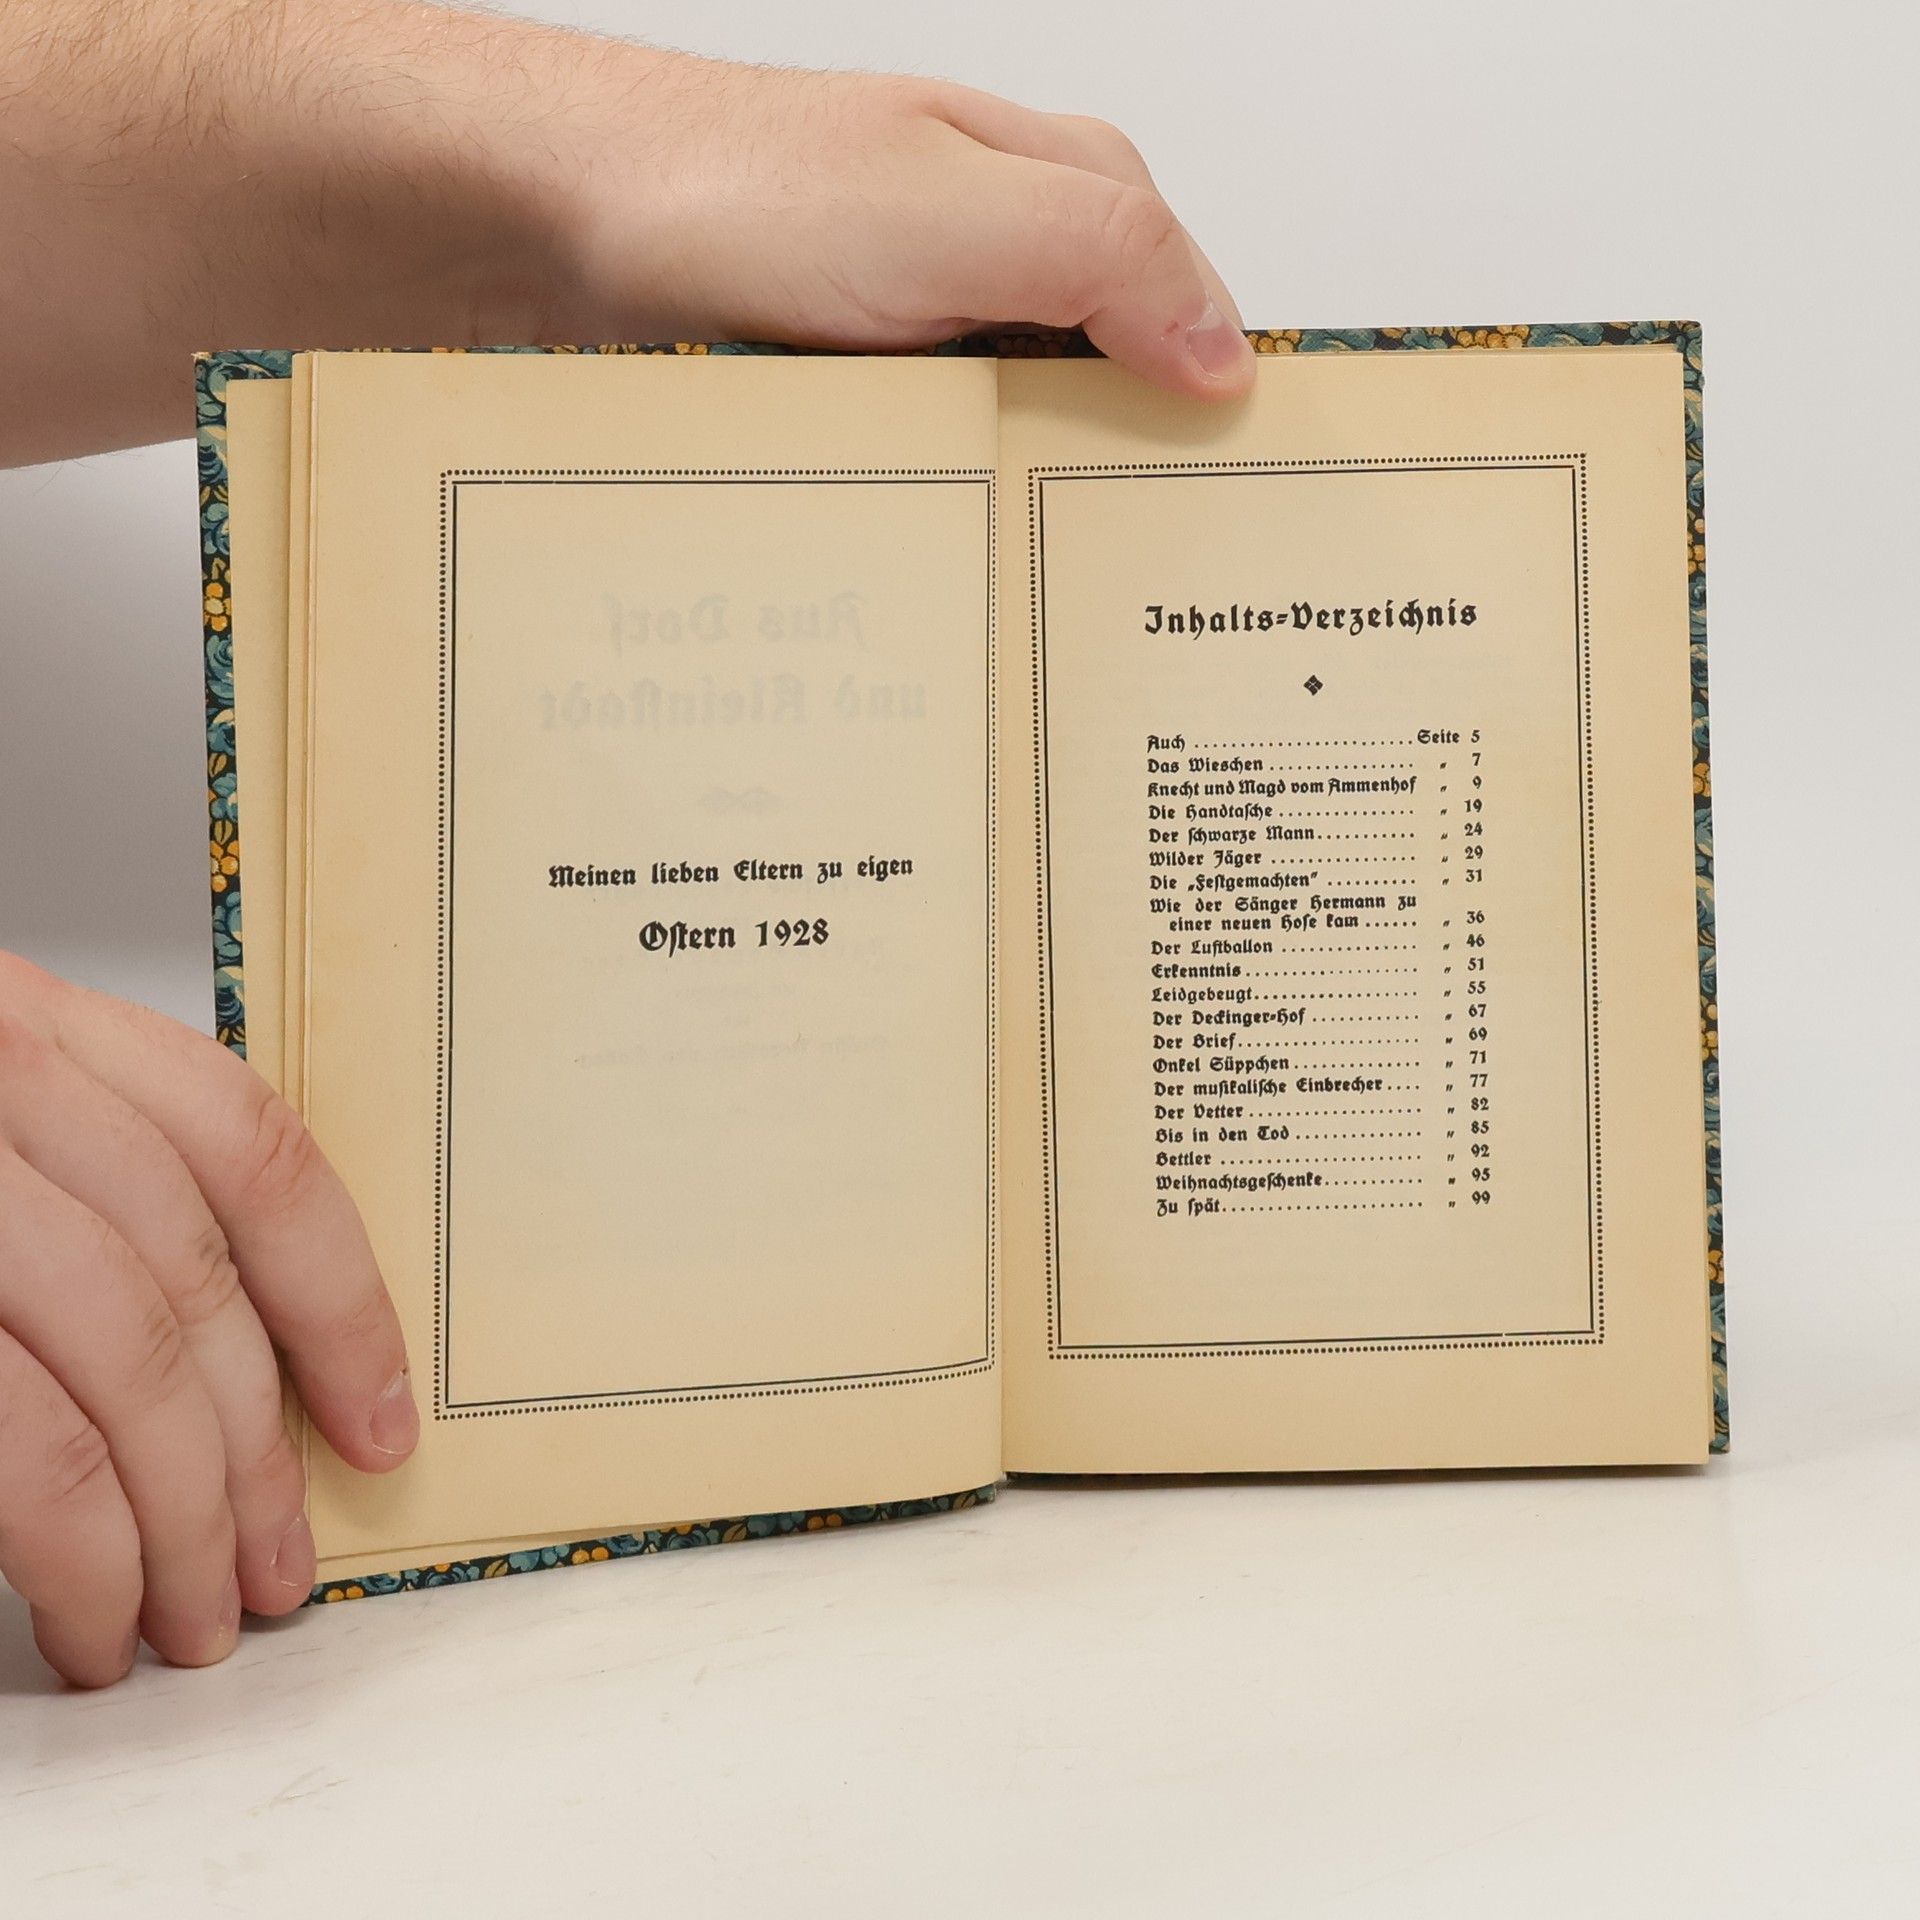 Aus Dorf
und Kleinstadt
Meinen lieben Eltern zu eigen
Oſtern 1928
Inhalts=Verzeichnis
Auch ........................ Seite 5
Das Wieschen ................ „ 7
Knecht und Magd vom Ammenhof „ 9
Die Handtaſche ............... „ 19
Der ſchwarze Mann........... „ 24
Wilder Jäger ................ „ 29
Die „Feſtgemachten“ .......... „ 31
Wie der Sänger Hermann zu
einer neuen Hoſe kam ...... „ 36
Der Luftballon ............... „ 46
Erkenntnis................... „ 51
Leidgebeugt.................. „ 55
Der Deckinger=Hof ............ „ 67
Der Brief.................... „ 69
Onkel Süppchen.............. „ 71
Der muſikaliſche Einbrecher.... „ 77
Der Vetter ................... „ 82
Bis in den Tod .............. „ 85
Bettler ...................... „ 92
Weihnachtsgeſchenke........... „ 95
Zu ſpät...................... „ 99